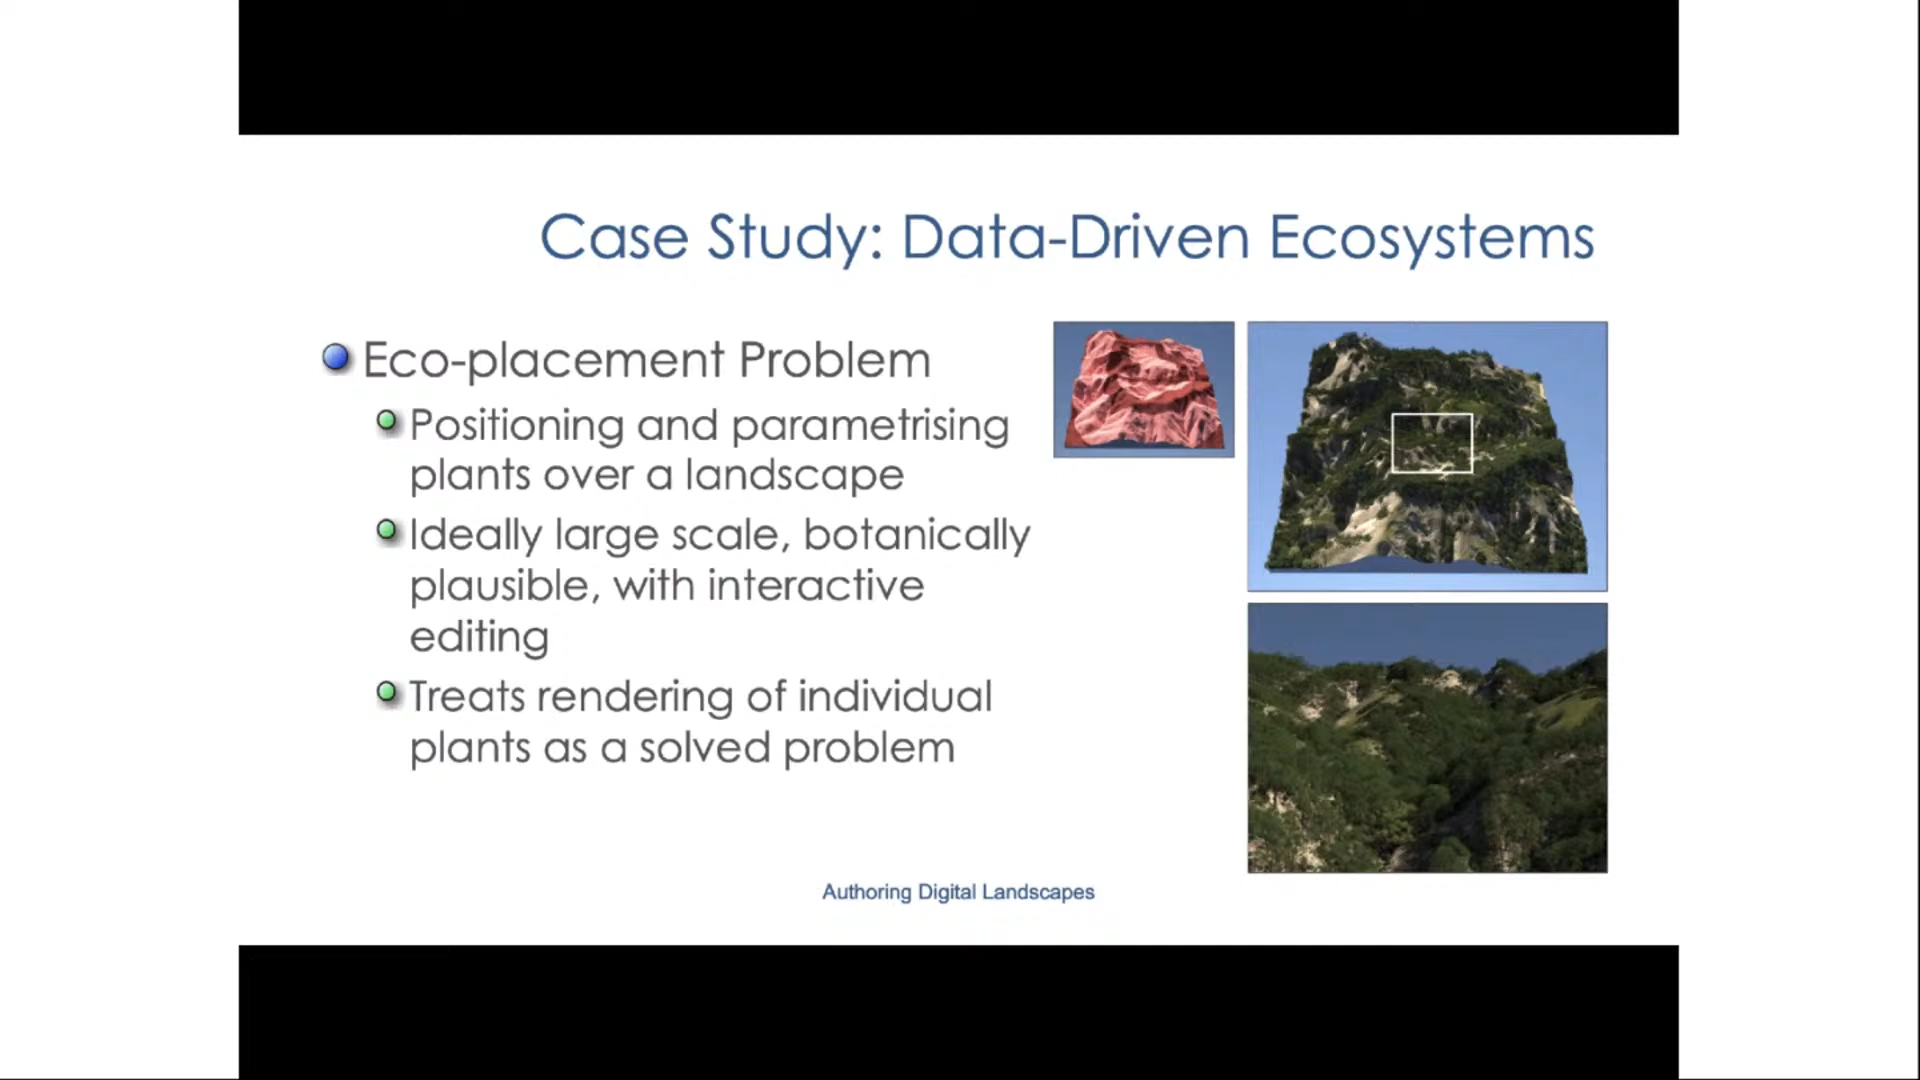 Case Study: Data-Driven Ecosystems
Eco-placement Problem
Positioning and parametrising
plants over a landscape
Ideally large scale, botanically
plausible, with interactive
editing
Treats rendering of individual
plants as a solved problem
Authoring Digital Landscapes